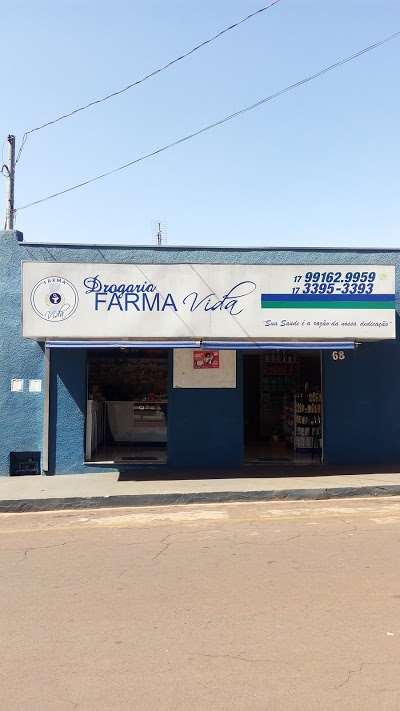 FARMA
Vida
Drogaria
FARMA Vida
17 99162.9959
17 3395-3393
Sua Saúde é a razão da nossa dedicação
68